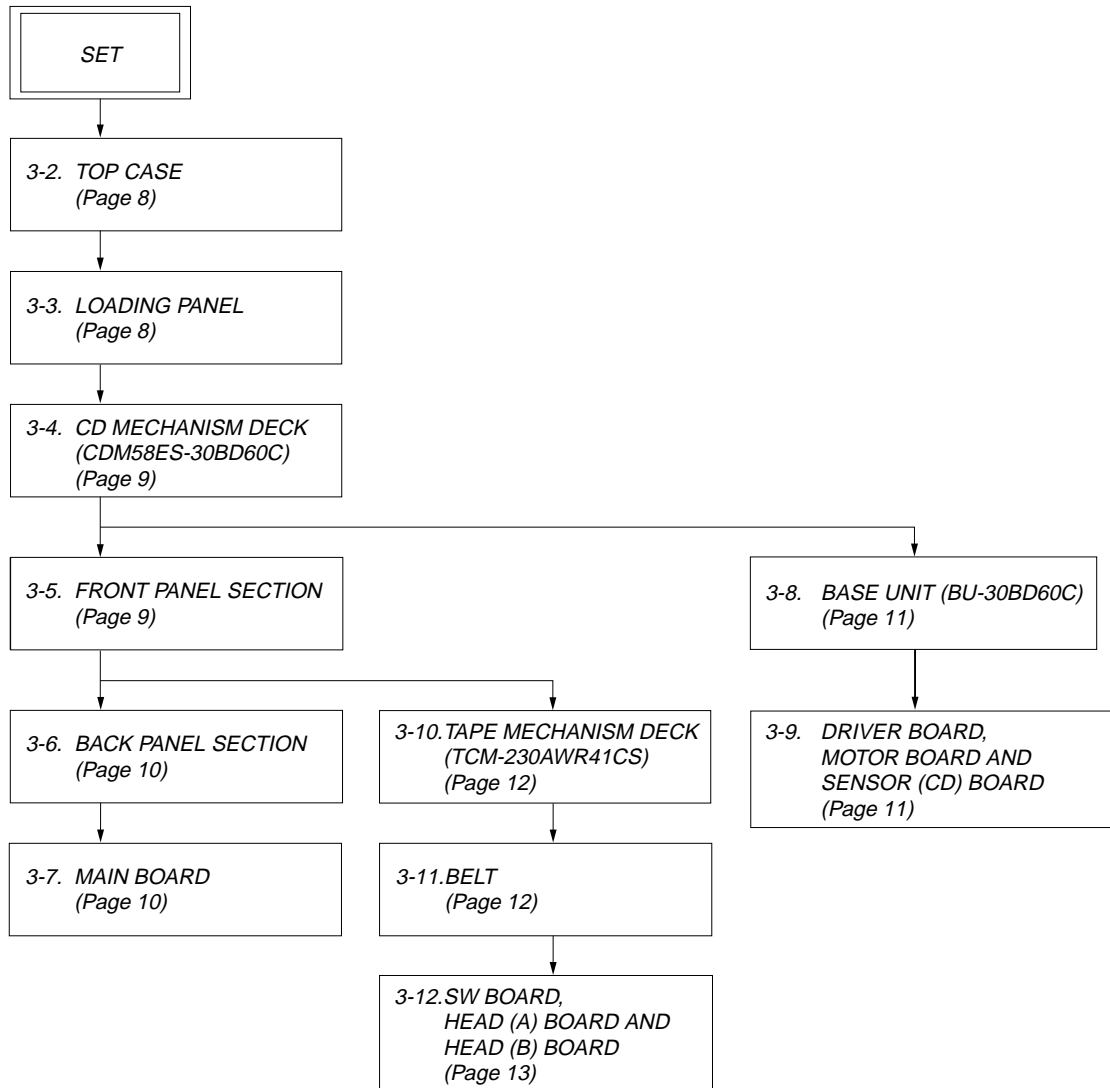 SET
3-2. TOP CASE
(Page 8)
3-3. LOADING PANEL
(Page 8)
3-4. CD MECHANISM DECK
(CDM58ES-30BD60C)
(Page 9)
3-5. FRONT PANEL SECTION
(Page 9)
3-8. BASE UNIT (BU-30BD60C)
(Page 11)
3-6. BACK PANEL SECTION
(Page 10)
3-10.TAPE MECHANISM DECK
(TCM-230AWR41CS)
(Page 12)
3-9. DRIVER BOARD,
MOTOR BOARD AND
SENSOR (CD) BOARD
(Page 11)
3-7. MAIN BOARD
(Page 10)
3-11.BELT
(Page 12)
3-12.SW BOARD,
HEAD (A) BOARD AND
HEAD (B) BOARD
(Page 13)